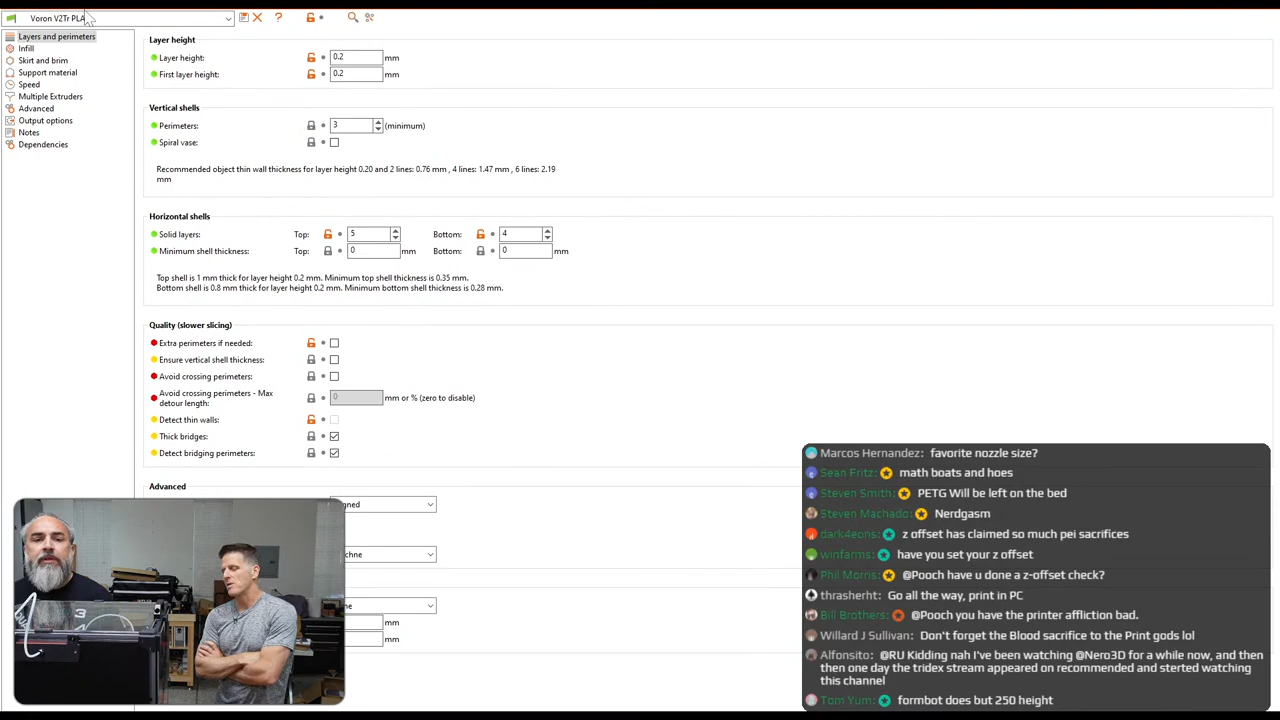 Voron V2Tr PLA
Layers and perimeters
Infill
Skirt and brim
Support material
Speed
Multiple Extruders
Advanced
Output options
Notes
Dependencies
Layer height
Layer height: 0.2 mm
First layer height: 0.2 mm
Vertical shells
Perimeters: 3 (minimum)
Spiral vase:
Recommended object thin wall thickness for layer height 0.20 and 2 lines: 0.76 mm , 4 lines: 1.47 mm , 6 lines: 2.19
mm
Horizontal shells
Solid layers: Top: 5 Bottom: 4
Minimum shell thickness: Top: 0 mm Bottom: 0 mm
Top shell is 1 mm thick for layer height 0.2 mm. Minimum top shell thickness is 0.35 mm.
Bottom shell is 0.8 mm thick for layer height 0.2 mm. Minimum bottom shell thickness is 0.28 mm.
Quality (slower slicing)
Extra perimeters if needed:
Ensure vertical shell thickness:
Avoid crossing perimeters:
Avoid crossing perimeters - Max
detour length: 0 mm or % (zero to disable)
Detect thin walls:
Thick bridges:
Detect bridging perimeters:
Advanced
gned
chne
ne
mm
mm
Marcos Hernandez: favorite nozzle size?
Sean Fritz: math boats and hoes
Steven Smith: PETG Will be left on the bed
Steven Machado: Nerdgasm
dark4eons: z offset has claimed so much pei sacrifices
winfarms: have you set your z offset
Phil Morris: @Pooch have u done a z-offset check?
thrasherht: Go all the way, print in PC
Bill Brothers: @Pooch you have the printer affliction bad.
Willard J Sullivan: Don't forget the Blood sacrifice to the Print gods lol
Alfonsito: @RU Kidding nah I've been watching @Nero3D for a while now, and then
then one day the tridex stream appeared on recommended and sterted watching
this channel
Tom Yum: formbot does but 250 height